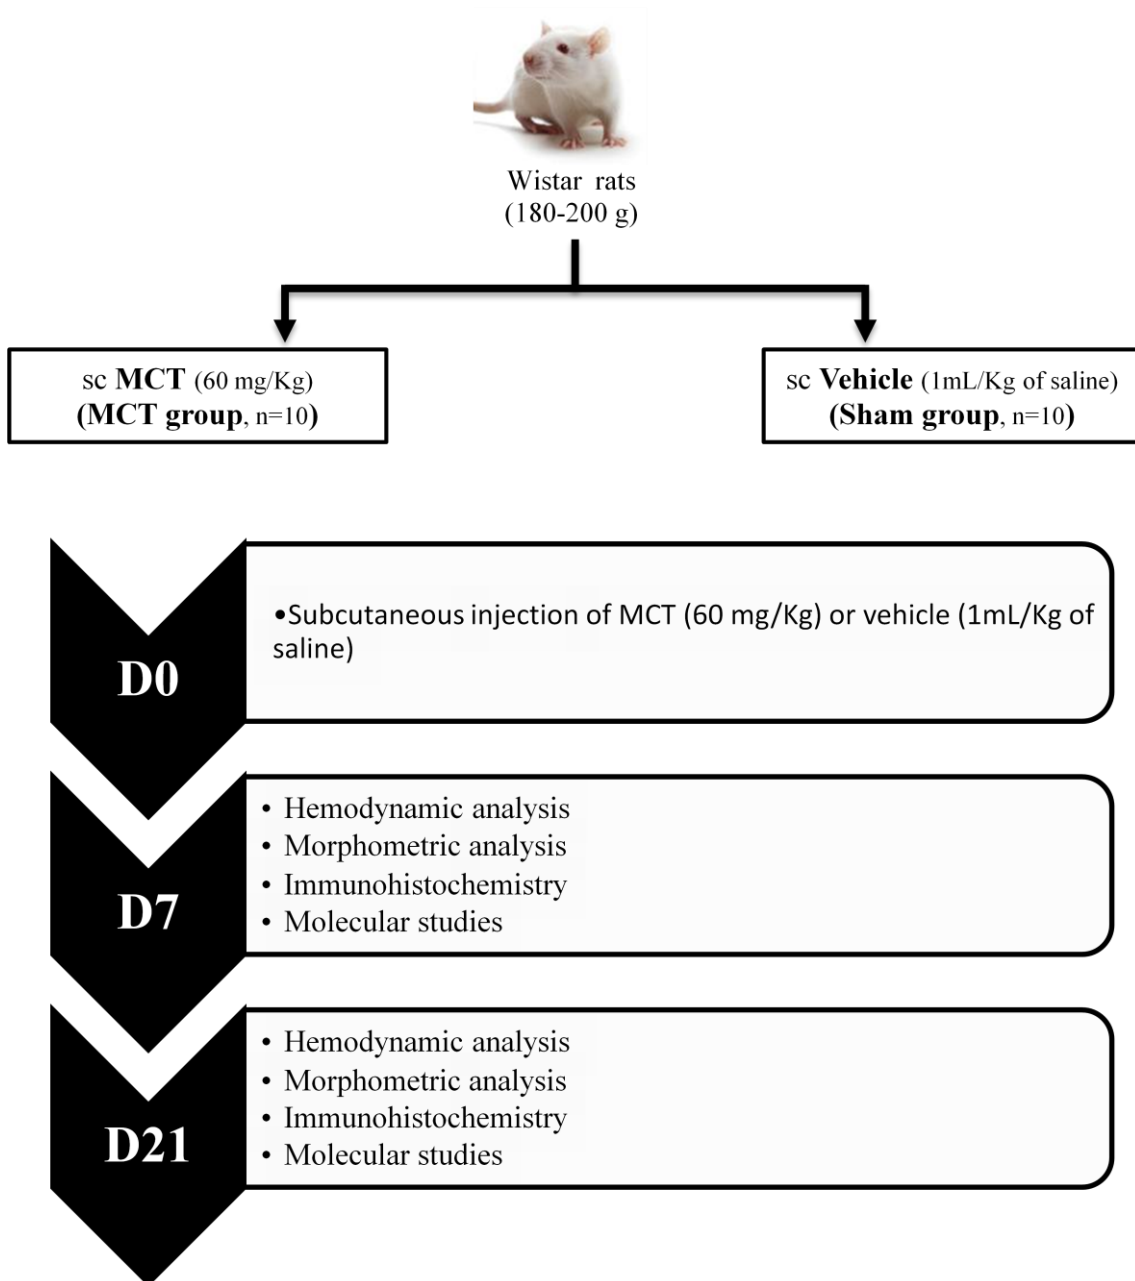 Wistar rats
(180-200 g)
sc MCT (60 mg/Kg)
(MCT group, n=10)
sc Vehicle (1mL/Kg of saline)
(Sham group, n=10)
D0
•Subcutaneous injection of MCT (60 mg/Kg) or vehicle (1mL/Kg of
saline)
D7
• Hemodynamic analysis
• Morphometric analysis
• Immunohistochemistry
• Molecular studies
D21
• Hemodynamic analysis
• Morphometric analysis
• Immunohistochemistry
• Molecular studies